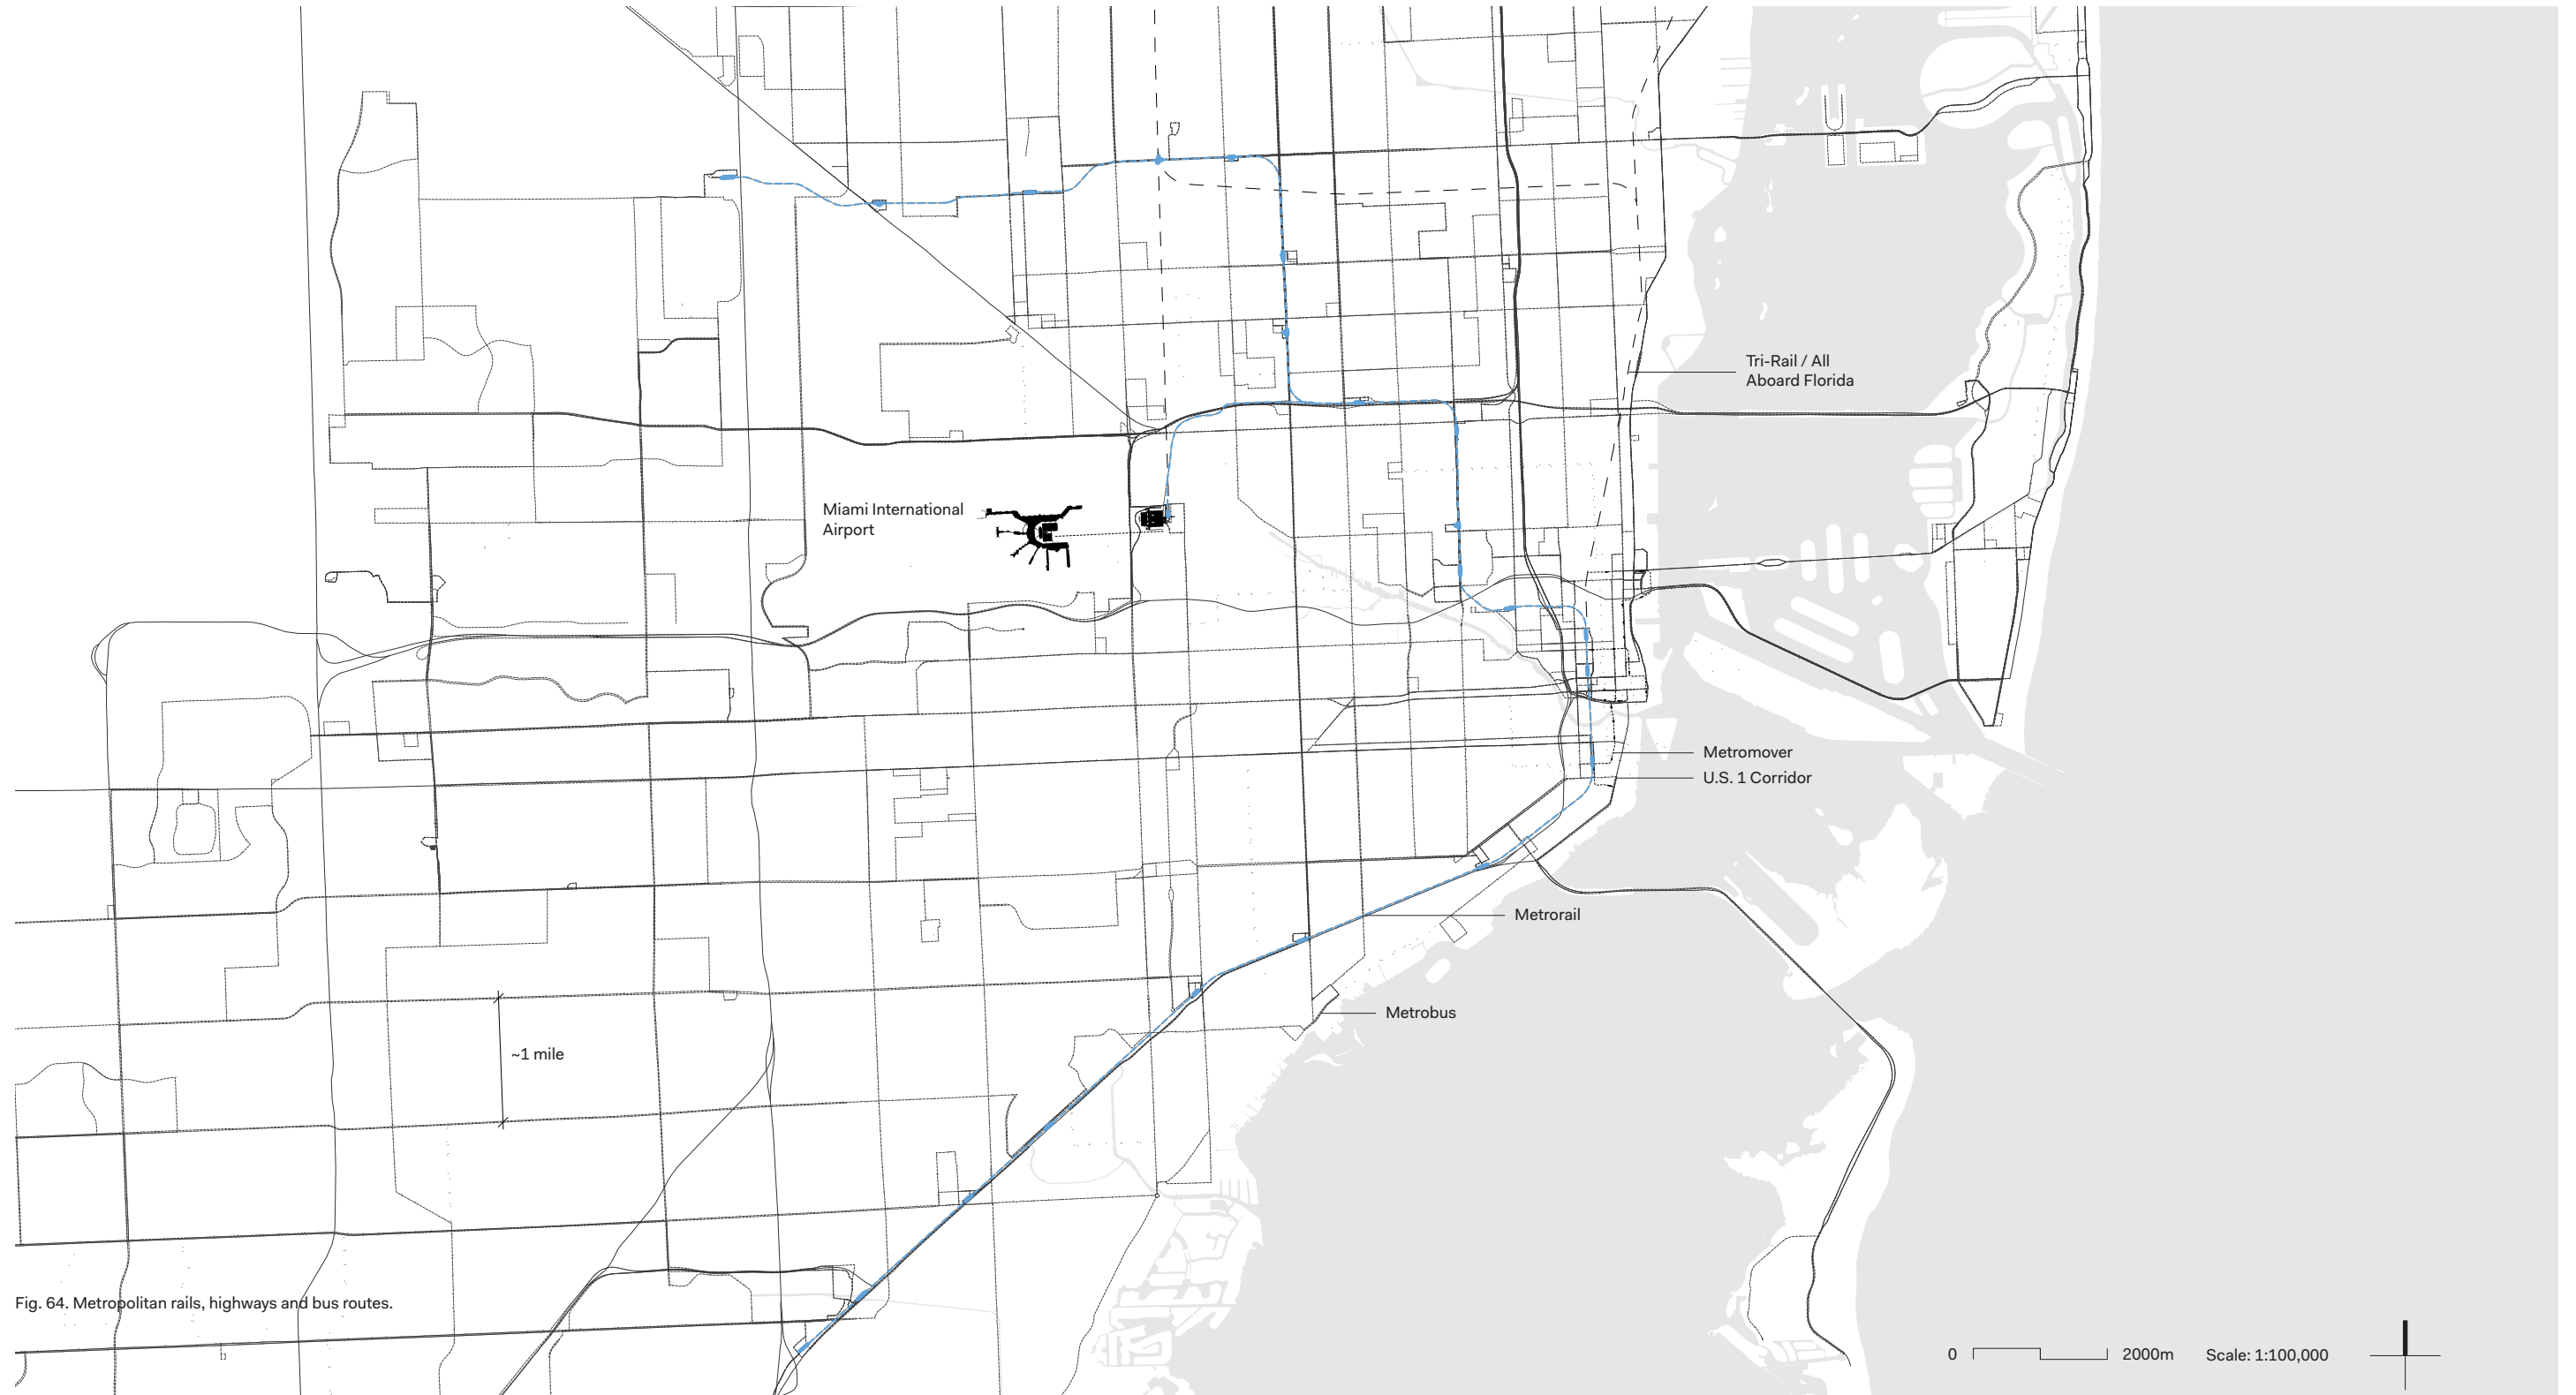 Tri-Rail / All
Aboard Florida
Miami International
Airport
Metromover
U.S. 1 Corridor
Metrorail
Metrobus
~1 mile
Fig. 64. Metropolitan rails, highways and bus routes.
0 2000m Scale: 1:100,000